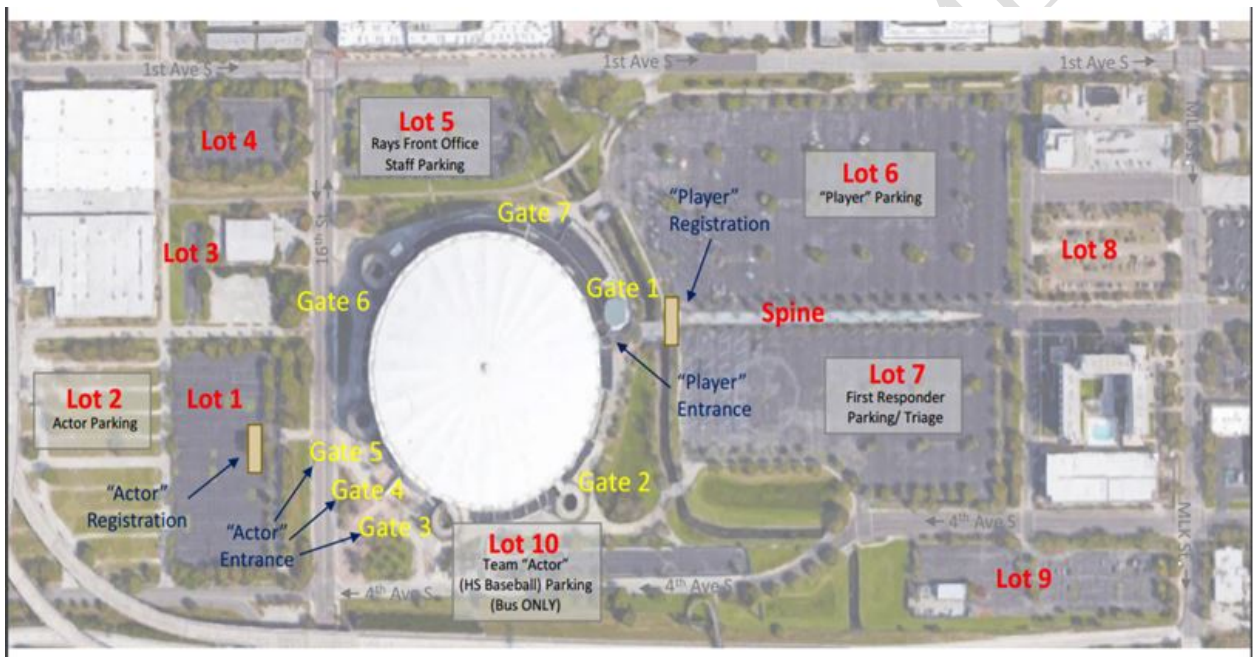 1st Ave S →
1st Ave S →
1st Ave S →
Lot 4
Lot 5
Rays Front Office
Staff Parking
Lot 6
"Player" Parking
"Player"
Registration
Gate 7
Lot 3
16th St
Lot 8
Gate 6
Gate 1
Spine
"Player"
Entrance
Lot 2
Actor Parking
Lot 1
Lot 7
First Responder
Parking/ Triage
Gate 5
Gate 4
Gate 3
Gate 2
"Actor"
Registration
"Actor"
Entrance
Lot 10
Team "Actor"
(HS Baseball) Parking
(Bus ONLY)
← 4th Ave S
← 4th Ave S
← 4th Ave S
Lot 9